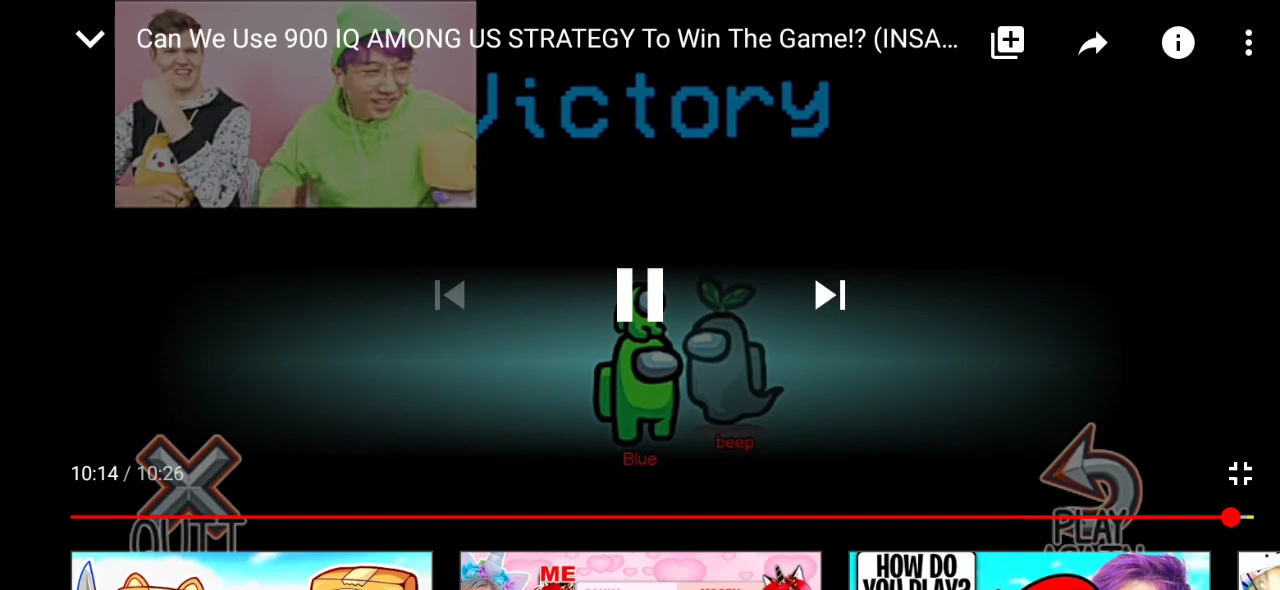 Can We Use 900 IQ AMONG US STRATEGY To Win The Game!? (INSA...
Victory
beep
Blue
10:14 / 10:26
QUIT
PLAY
AGAIN
ME
HOW DO
YOU PLAY?